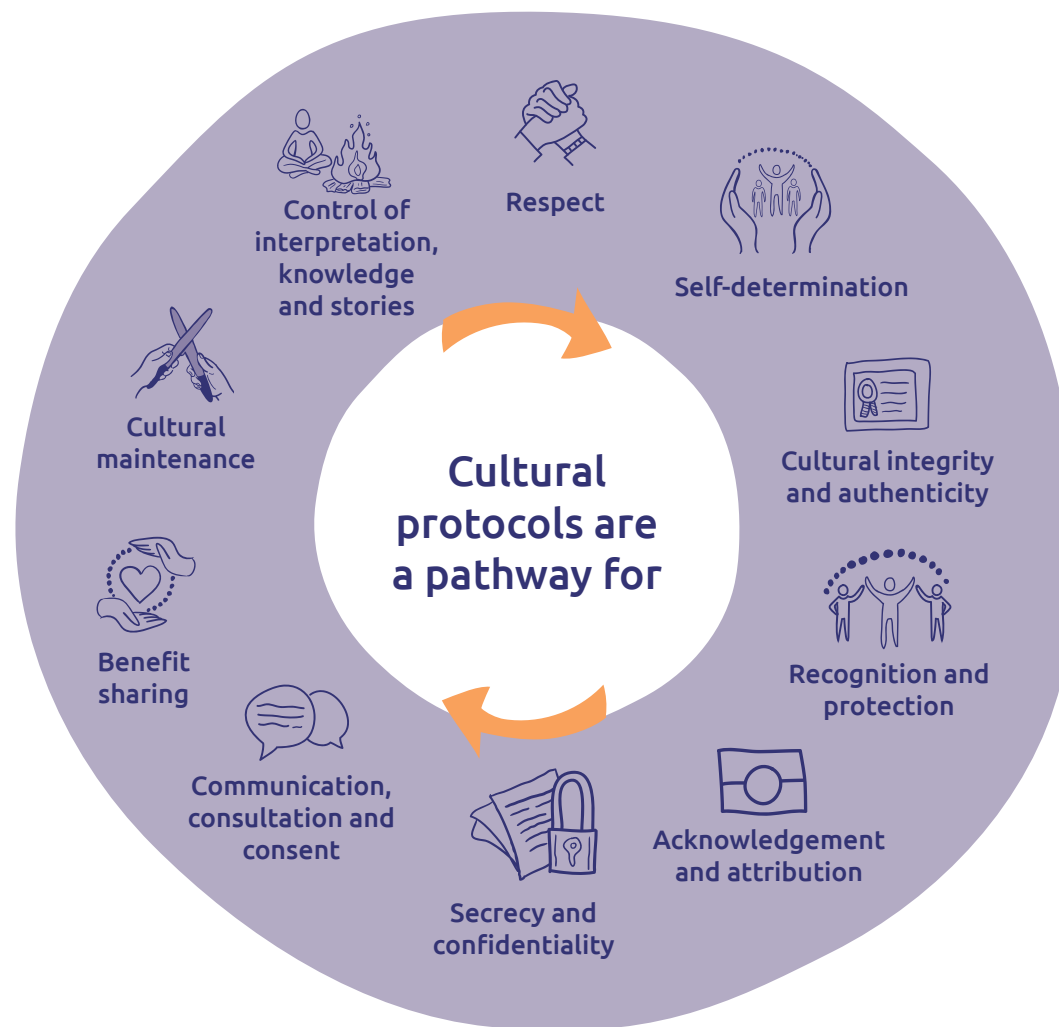 Cultural
protocols are
a pathway for
Respect
Self-determination
Cultural integrity
and authenticity
Recognition and
protection
Acknowledgement
and attribution
Secrecy and
confidentiality
Communication,
consultation and
consent
Benefit
sharing
Cultural
maintenance
Control of
interpretation,
knowledge
and stories